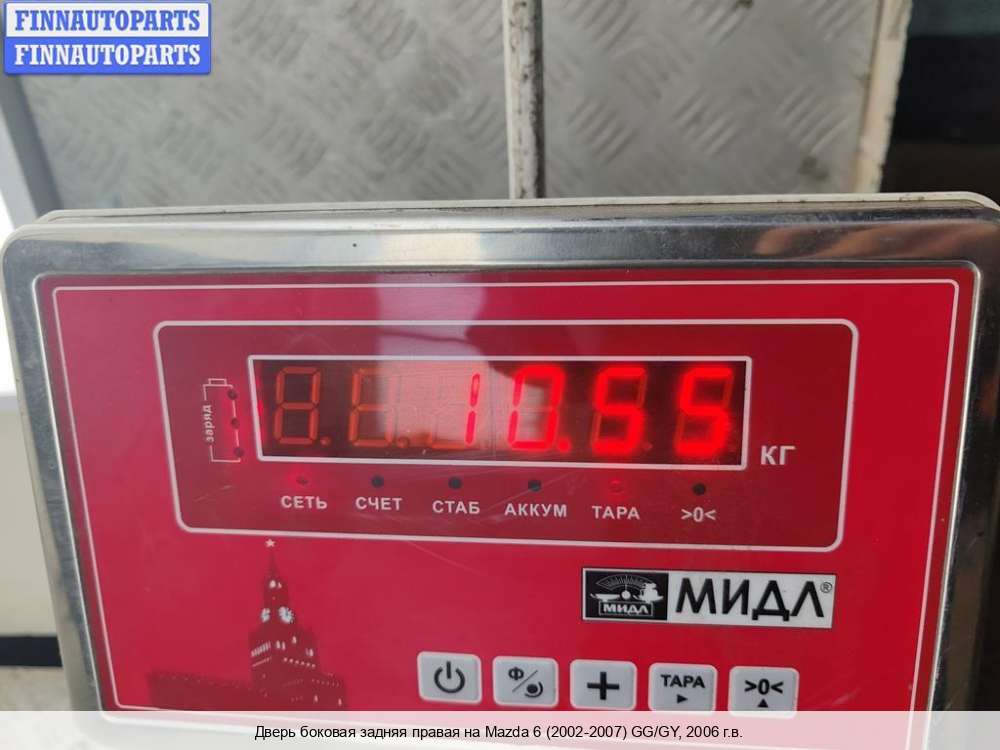 FINNAUTOPARTS
FINNAUTOPARTS
заряд
10.55
КГ
СЕТЬ СЧЕТ СТАБ АККУМ ТАРА >0<
МИДЛ МИДЛ®
Ф ТАРА >0<
Дверь боковая задняя правая на Mazda 6 (2002-2007) GG/GY, 2006 г.в.